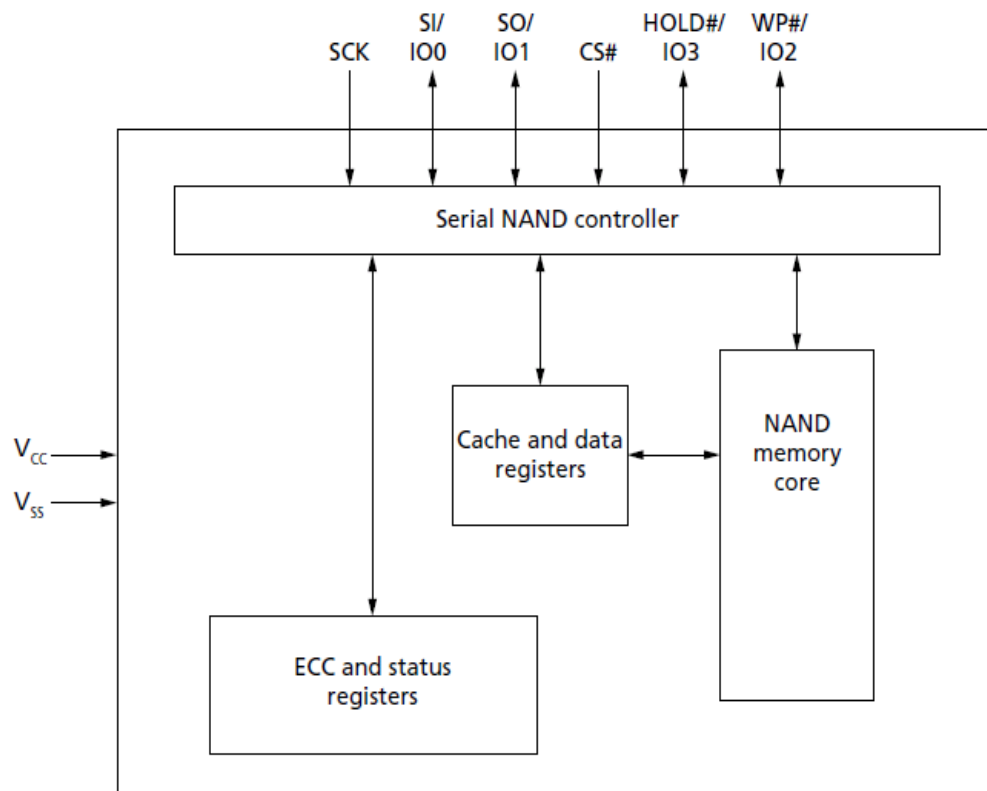 SCK
SI/
IO0
SO/
IO1
CS#
HOLD#/
IO3
WP#/
IO2
Serial NAND controller
Cache and data
registers
NAND
memory
core
VCC
VSS
ECC and status
registers